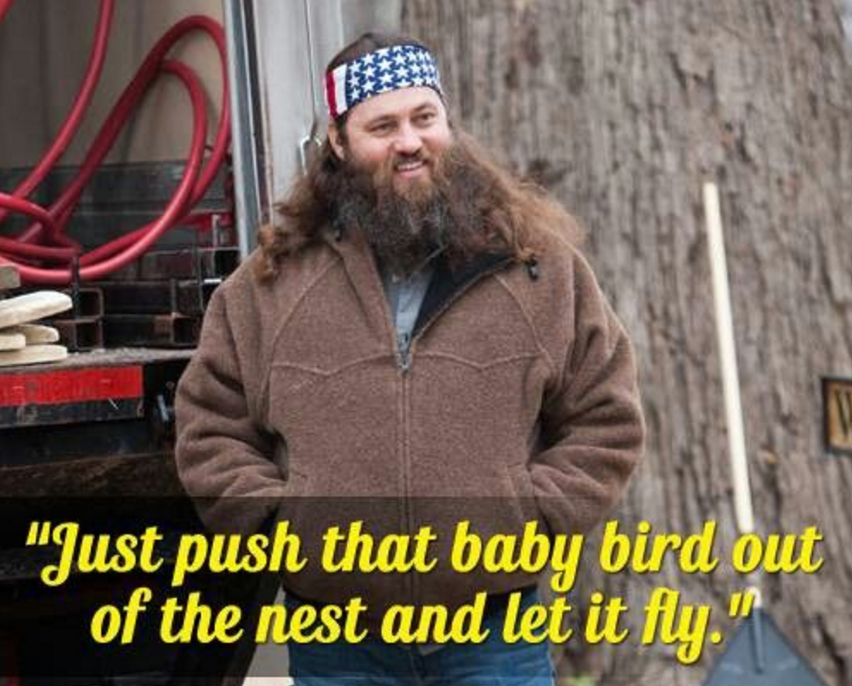 "Just push that baby bird out
of the nest and let it fly."
W